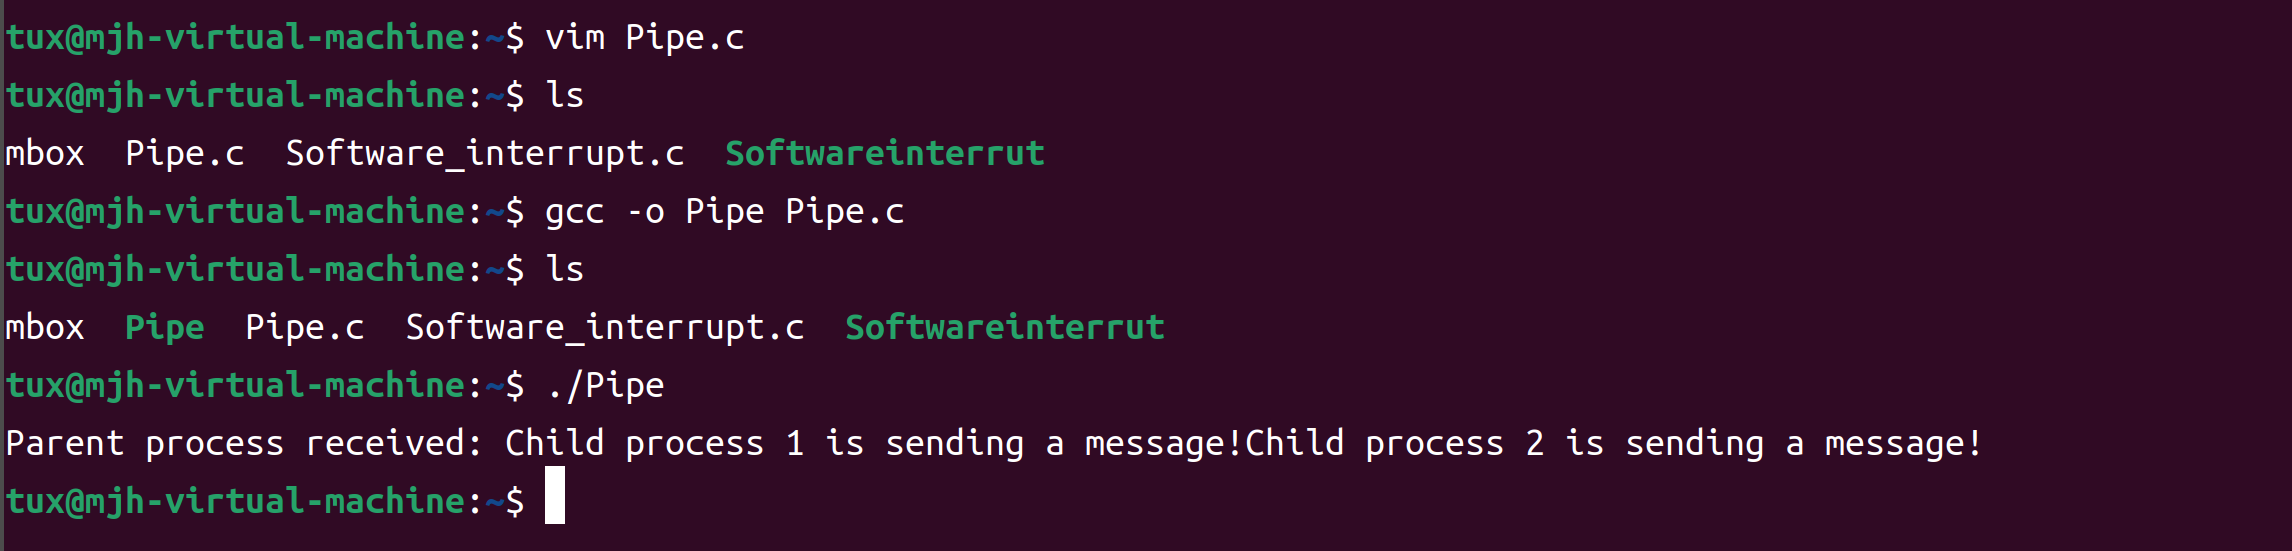 tux@mjh-virtual-machine:~$ vim Pipe.c
tux@mjh-virtual-machine:~$ ls
mbox  Pipe.c  Software_interrupt.c  Softwareinterrut
tux@mjh-virtual-machine:~$ gcc -o Pipe Pipe.c
tux@mjh-virtual-machine:~$ ls
mbox  Pipe  Pipe.c  Software_interrupt.c  Softwareinterrut
tux@mjh-virtual-machine:~$ ./Pipe
Parent process received: Child process 1 is sending a message!Child process 2 is sending a message!
tux@mjh-virtual-machine:~$